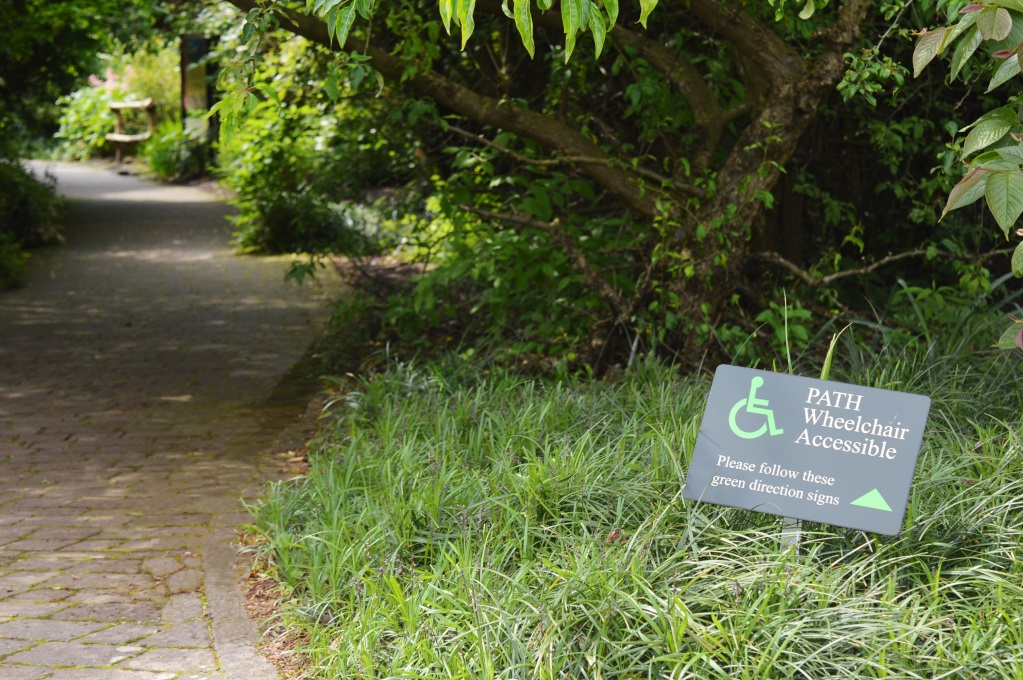 PATH
Wheelchair
Accessible
Please follow these
green direction signs